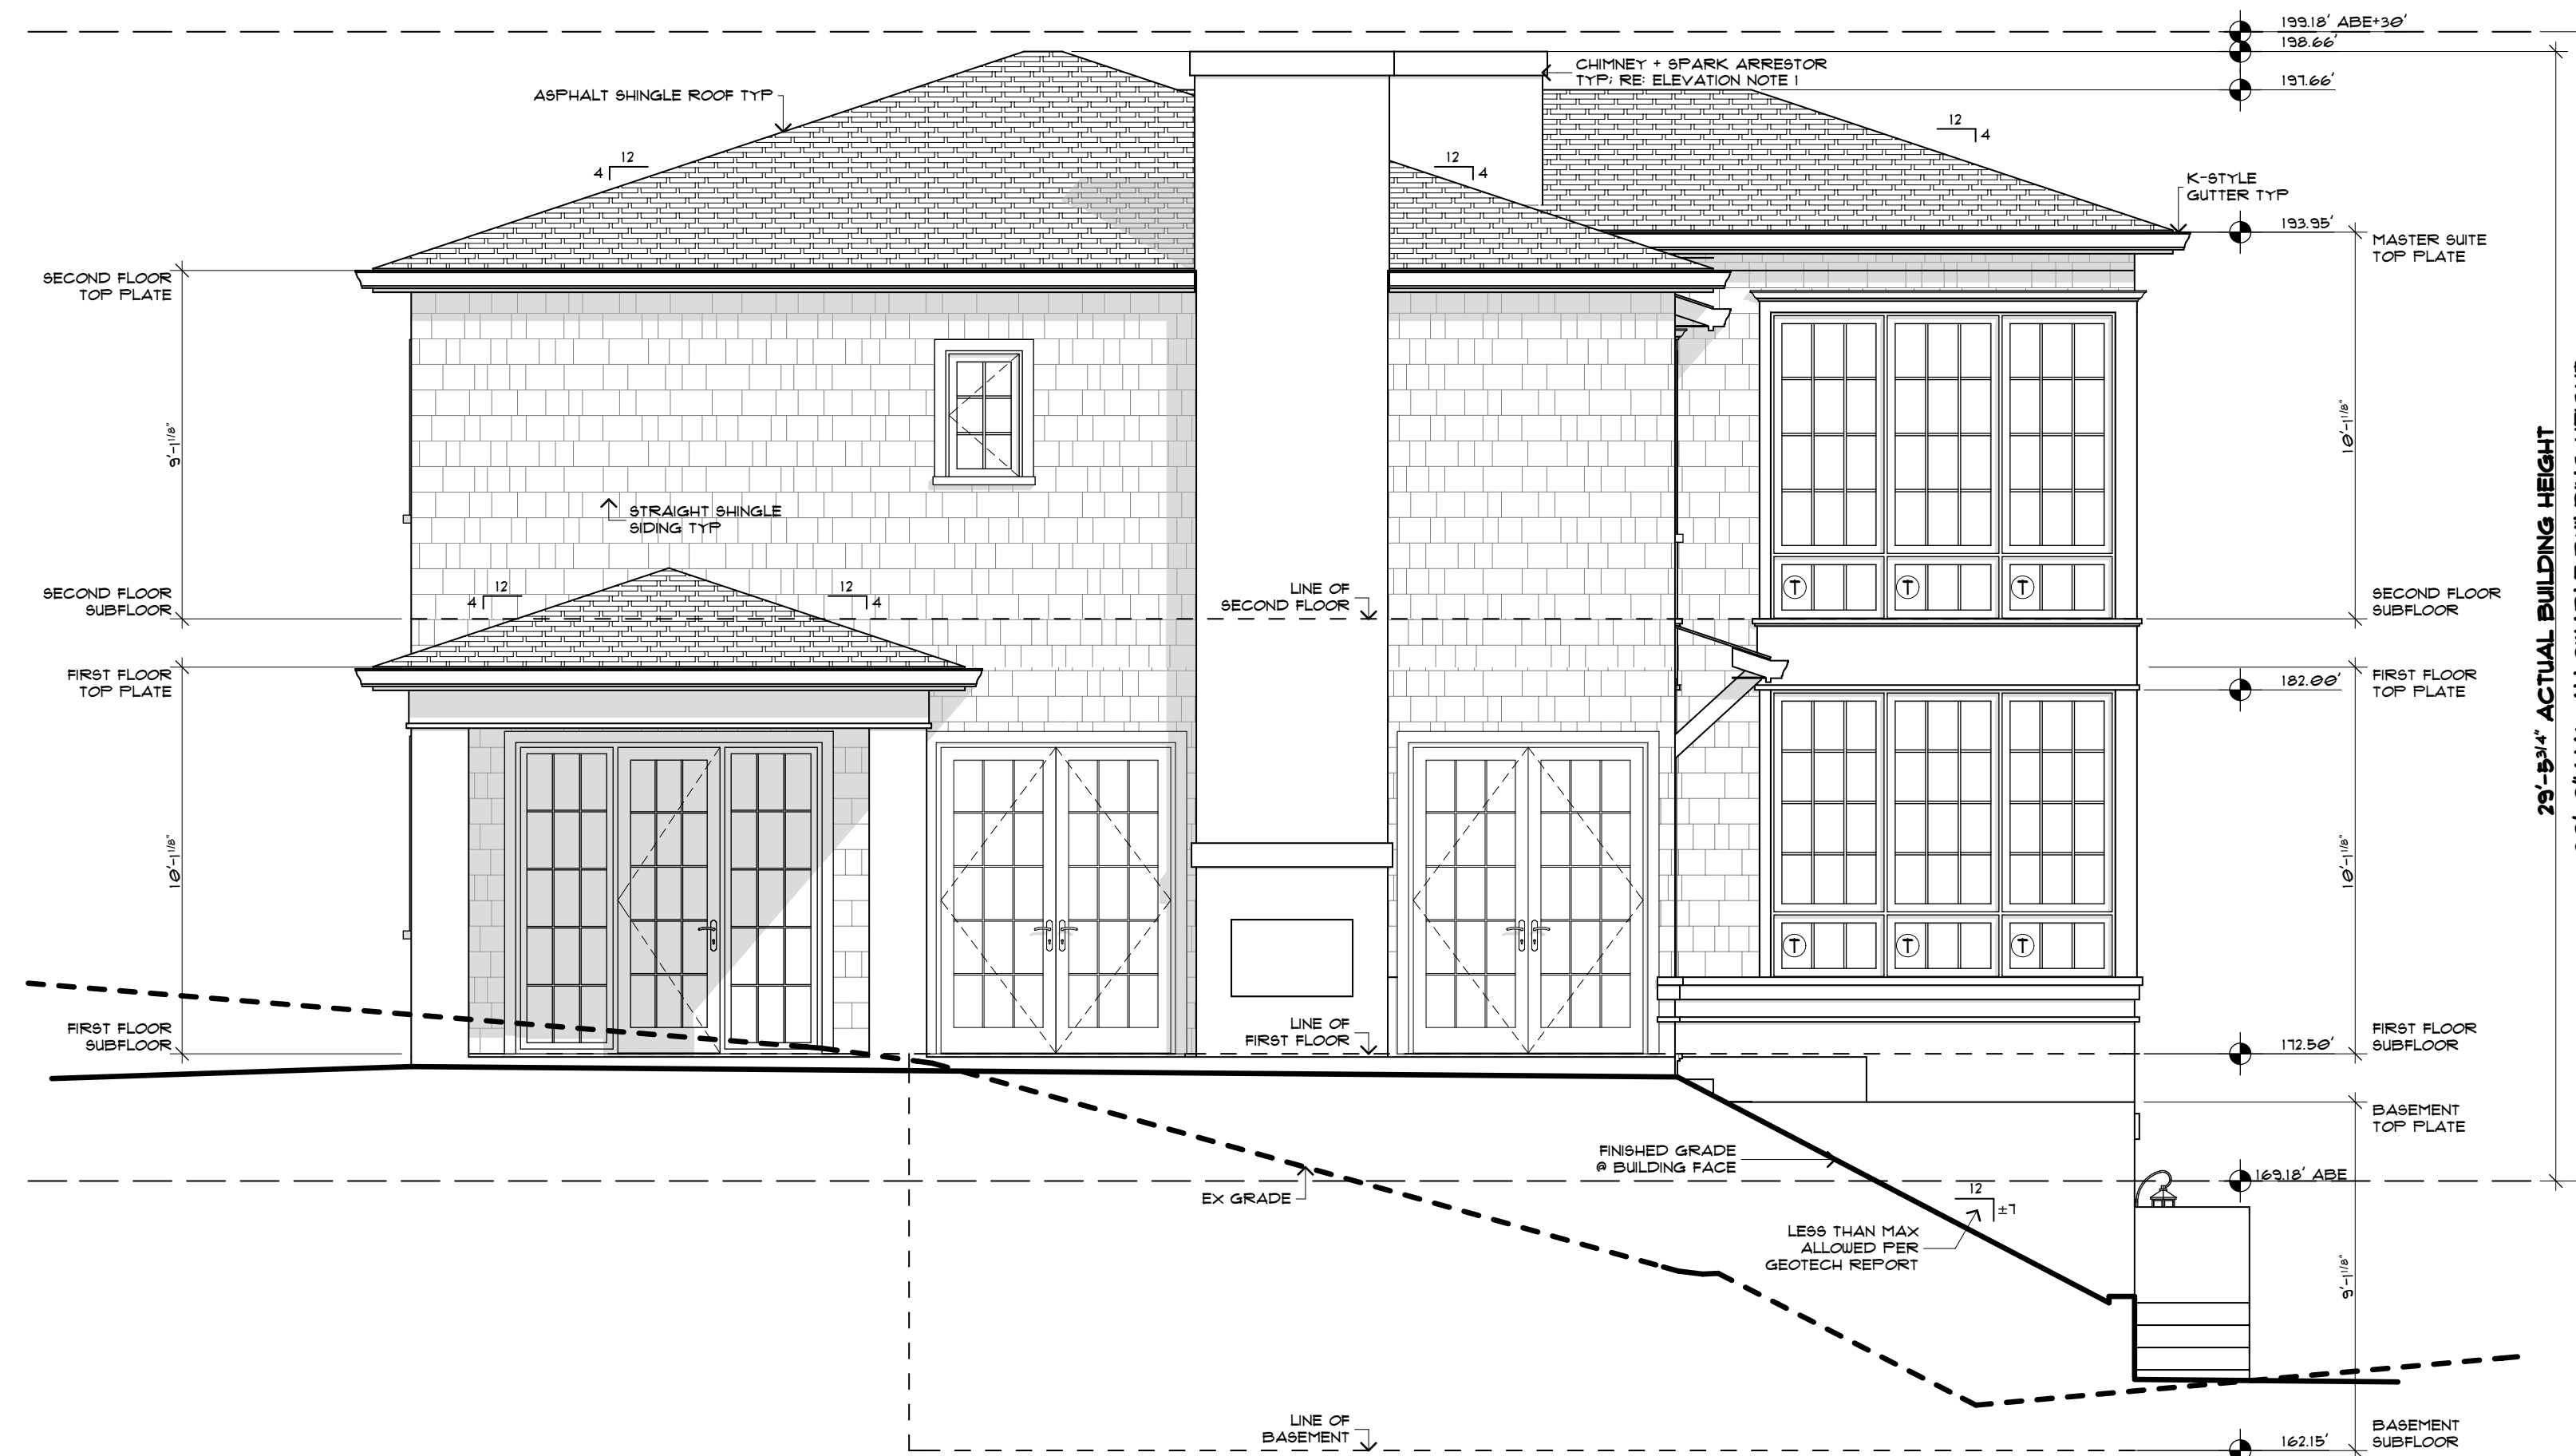 199.18' ABE+30'
198.66'
197.66'
CHIMNEY + SPARK ARRESTOR
TYP; RE: ELEVATION NOTE 1
ASPHALT SHINGLE ROOF TYP
12
4
12
4
12
4
K-STYLE
GUTTER TYP
193.95'
MASTER SUITE
TOP PLATE
SECOND FLOOR
TOP PLATE
9'-1 1/8"
10'-1 1/8"
STRAIGHT SHINGLE
SIDING TYP
29'-5 3/4" ACTUAL BUILDING HEIGHT
SECOND FLOOR
SUBFLOOR
12
4
12
4
LINE OF
SECOND FLOOR
T
T
T
SECOND FLOOR
SUBFLOOR
FIRST FLOOR
TOP PLATE
182.00'
FIRST FLOOR
TOP PLATE
10'-1 1/8"
10'-1 1/8"
T
T
T
FIRST FLOOR
SUBFLOOR
LINE OF
FIRST FLOOR
172.50'
FIRST FLOOR
SUBFLOOR
BASEMENT
TOP PLATE
FINISHED GRADE
@ BUILDING FACE
EX GRADE
169.18' ABE
12
±7
LESS THAN MAX
ALLOWED PER
GEOTECH REPORT
9'-1 1/8"
LINE OF
BASEMENT
162.15'
BASEMENT
SUBFLOOR